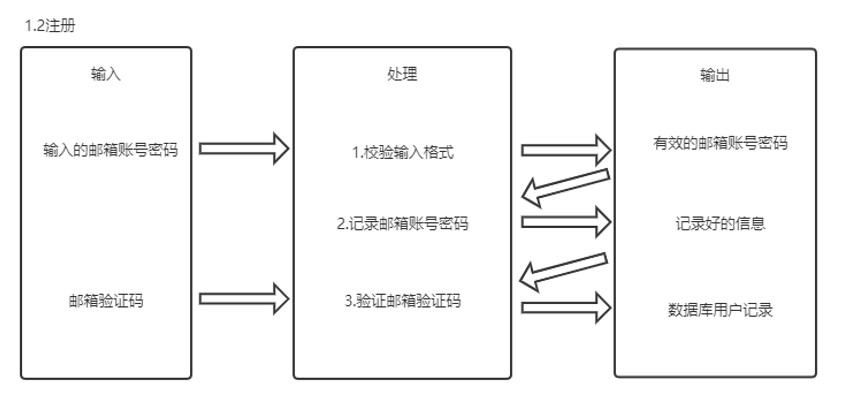 1.2注册
输入
输入的邮箱账号密码
邮箱验证码
处理
1.校验输入格式
2.记录邮箱账号密码
3.验证邮箱验证码
输出
有效的邮箱账号密码
记录好的信息
数据库用户记录